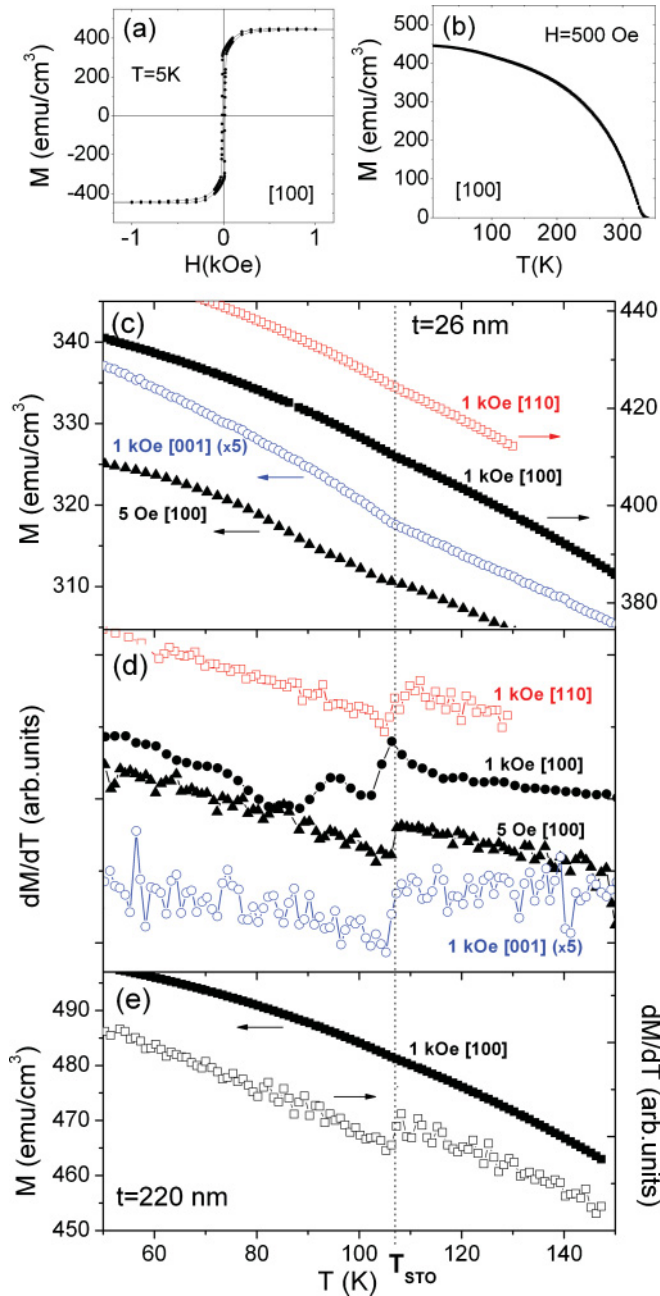 (a)
T=5K
[100]
M (emu/cm³)
400
200
0
-200
-400
-1
0
1
H(kOe)
(b)
H=500 Oe
[100]
M (emu/cm³)
500
400
300
200
100
0
100
200
300
T(K)
(c)
t=26 nm
1 kOe [110]
1 kOe [001] (x5)
1 kOe [100]
5 Oe [100]
M (emu/cm³)
340
330
320
310
440
420
400
380
(d)
1 kOe [110]
1 kOe [100]
5 Oe [100]
1 kOe [001] (x5)
dM/dT (arb.units)
(e)
1 kOe [100]
t=220 nm
M (emu/cm³)
490
480
470
460
450
dM/dT (arb.units)
60
80
100
120
140
T (K)
T_STO